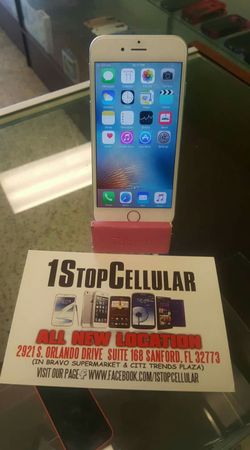 1STOPCELLULAR
ALL NEW LOCATION
2921 S. ORLANDO DRIVE SUITE 168 SANFORD, FL 32773
(IN BRAVO SUPERMARKET & CITI TRENDS PLAZA)
VISIT OUR PAGE WWW.FACEBOOK.COM/1STOPCELLULAR